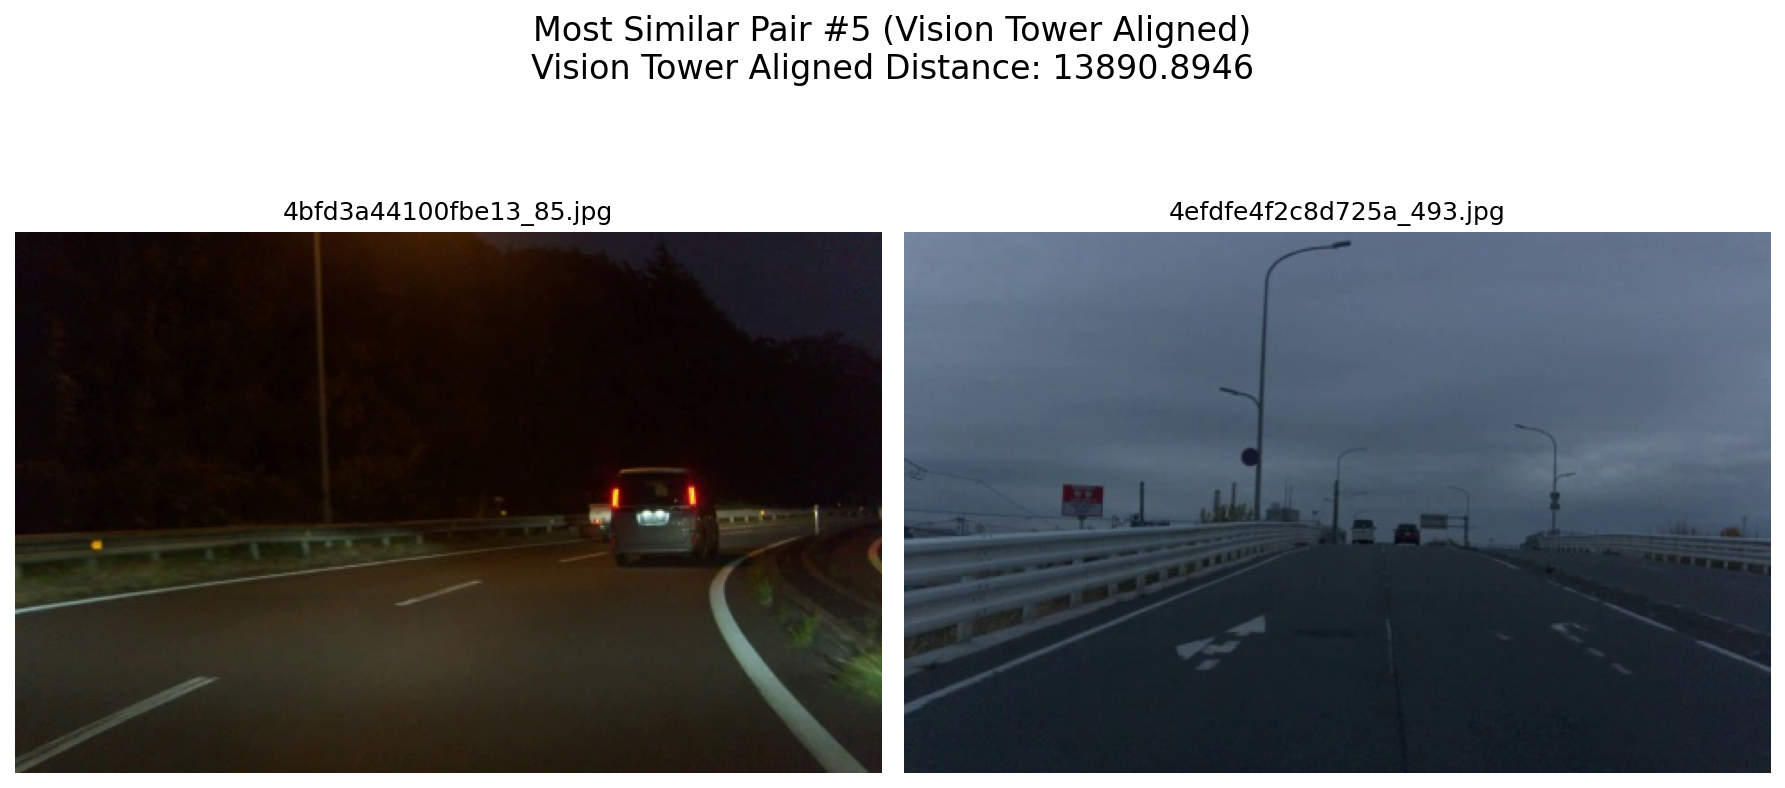 Most Similar Pair #5 (Vision Tower Aligned)
Vision Tower Aligned Distance: 13890.8946
4bfd3a44100fbe13_85.jpg
4efdfe4f2c8d725a_493.jpg